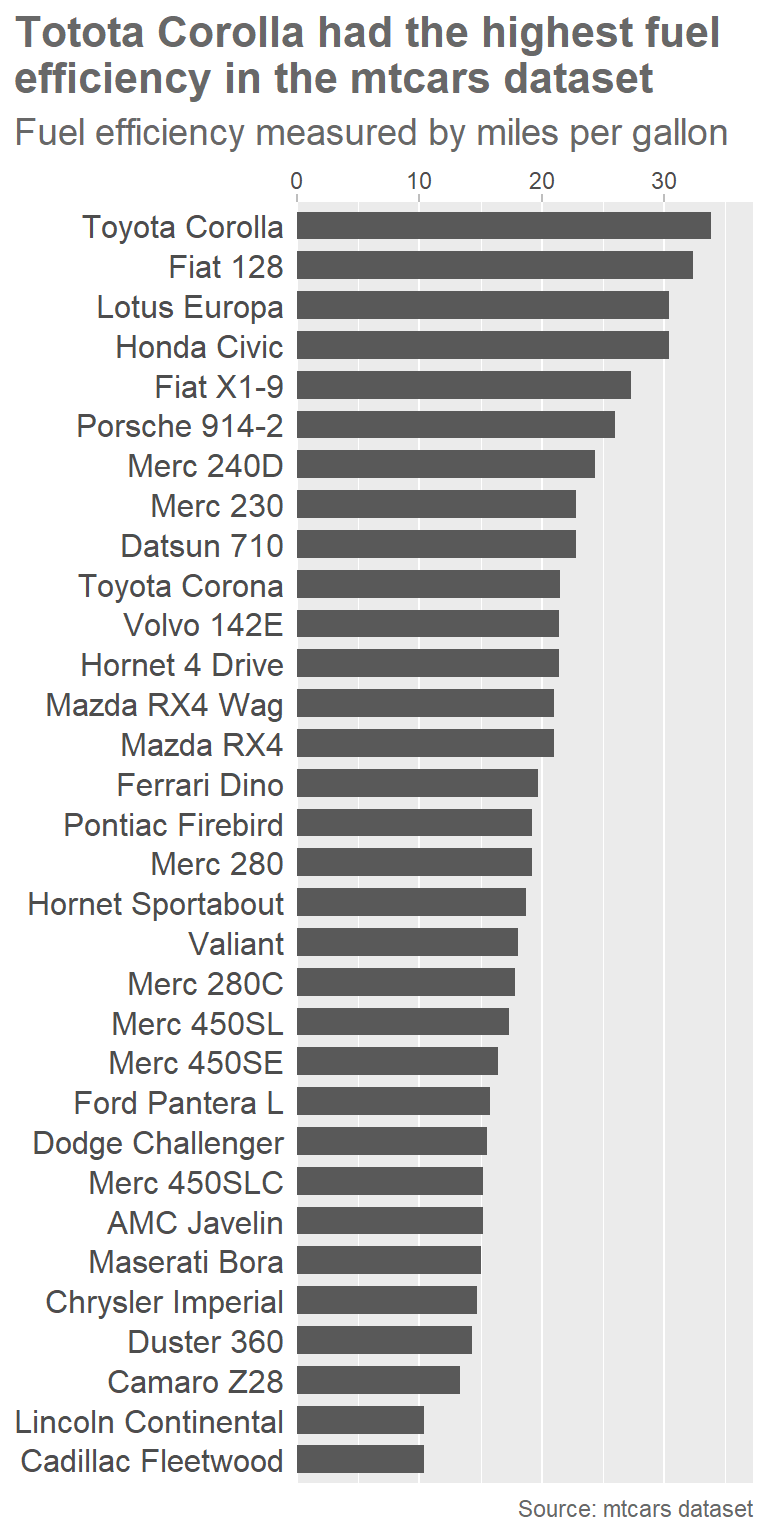 Totota Corolla had the highest fuel
efficiency in the mtcars dataset
Fuel efficiency measured by miles per gallon
0 10 20 30
Toyota Corolla
Fiat 128
Lotus Europa
Honda Civic
Fiat X1-9
Porsche 914-2
Merc 240D
Merc 230
Datsun 710
Toyota Corona
Volvo 142E
Hornet 4 Drive
Mazda RX4 Wag
Mazda RX4
Ferrari Dino
Pontiac Firebird
Merc 280
Hornet Sportabout
Valiant
Merc 280C
Merc 450SL
Merc 450SE
Ford Pantera L
Dodge Challenger
Merc 450SLC
AMC Javelin
Maserati Bora
Chrysler Imperial
Duster 360
Camaro Z28
Lincoln Continental
Cadillac Fleetwood
Source: mtcars dataset